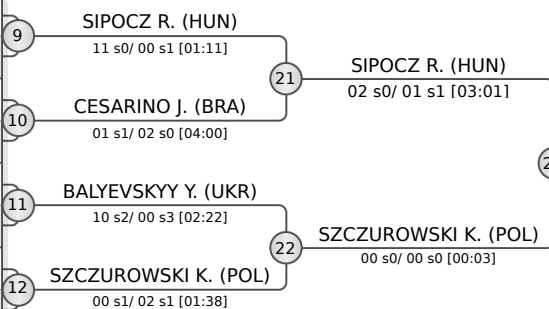 SIPOCZ R. (HUN)
9
11 s0/ 00 s1 [01:11]
21
SIPOCZ R. (HUN)
02 s0/ 01 s1 [03:01]
CESARINO J. (BRA)
10
01 s1/ 02 s0 [04:00]
BALYEVSKYY Y. (UKR)
11
10 s2/ 00 s3 [02:22]
22
SZCZUROWSKI K. (POL)
00 s0/ 00 s0 [00:03]
SZCZUROWSKI K. (POL)
12
00 s1/ 02 s1 [01:38]